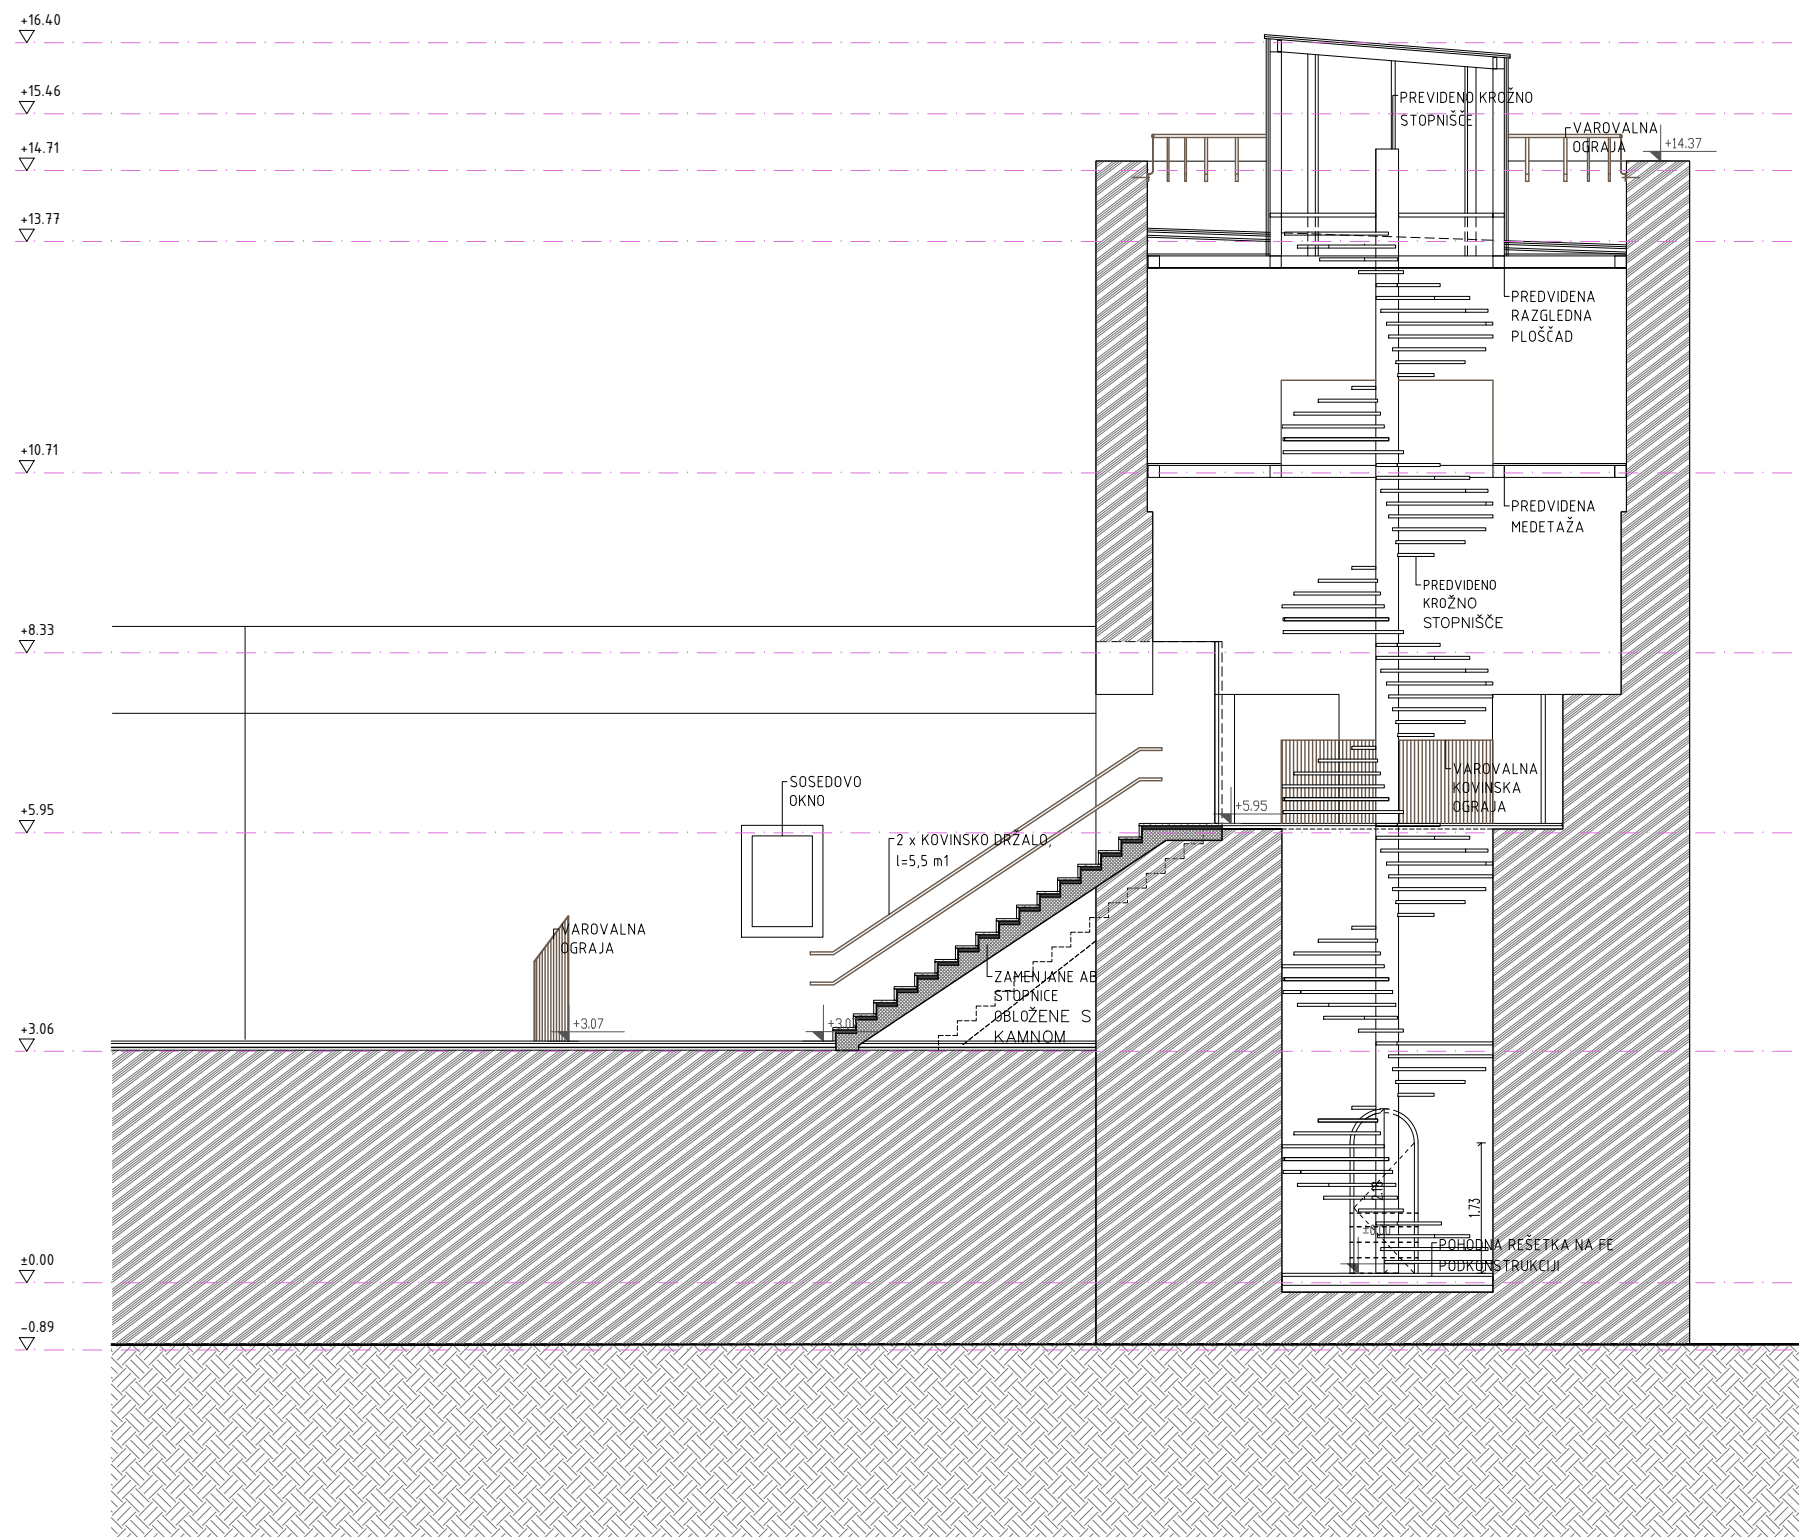 +16.40
+15.46
+14.71
+13.77
+10.71
+8.33
+5.95
+3.06
±0.00
-0.89
PREVIDENO KROŽNO
STOPNIŠČE
VAROVALNA
OGRAJA
+14.37
PREDVIDENA
RAZGLEDNA
PLOŠČAD
PREDVIDENA
MEDETAŽA
PREDVIDENO
KROŽNO
STOPNIŠČE
VAROVALNA
KOVINSKA
OGRAJA
+5.95
SOSEDOVO
OKNO
2 x KOVINSKO DRŽALO,
l=5,5 m1
VAROVALNA
OGRAJA
+3.07
ZAMENJANE AB
STOPNICE
OBLOŽENE S
KAMNOM
1.73
±0.00
POHODNA REŠETKA NA FE
PODKONSTRUKCIJI